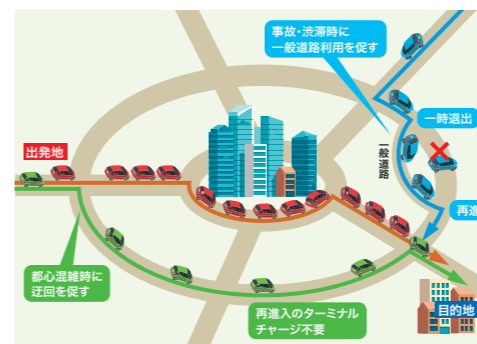 事故・渋滞時に
一般道路利用を促す
一時退出
出発地
一般道路
再進
都心混雑時に
迂回を促す
再進入のターミナル
チャージ不要
目的地